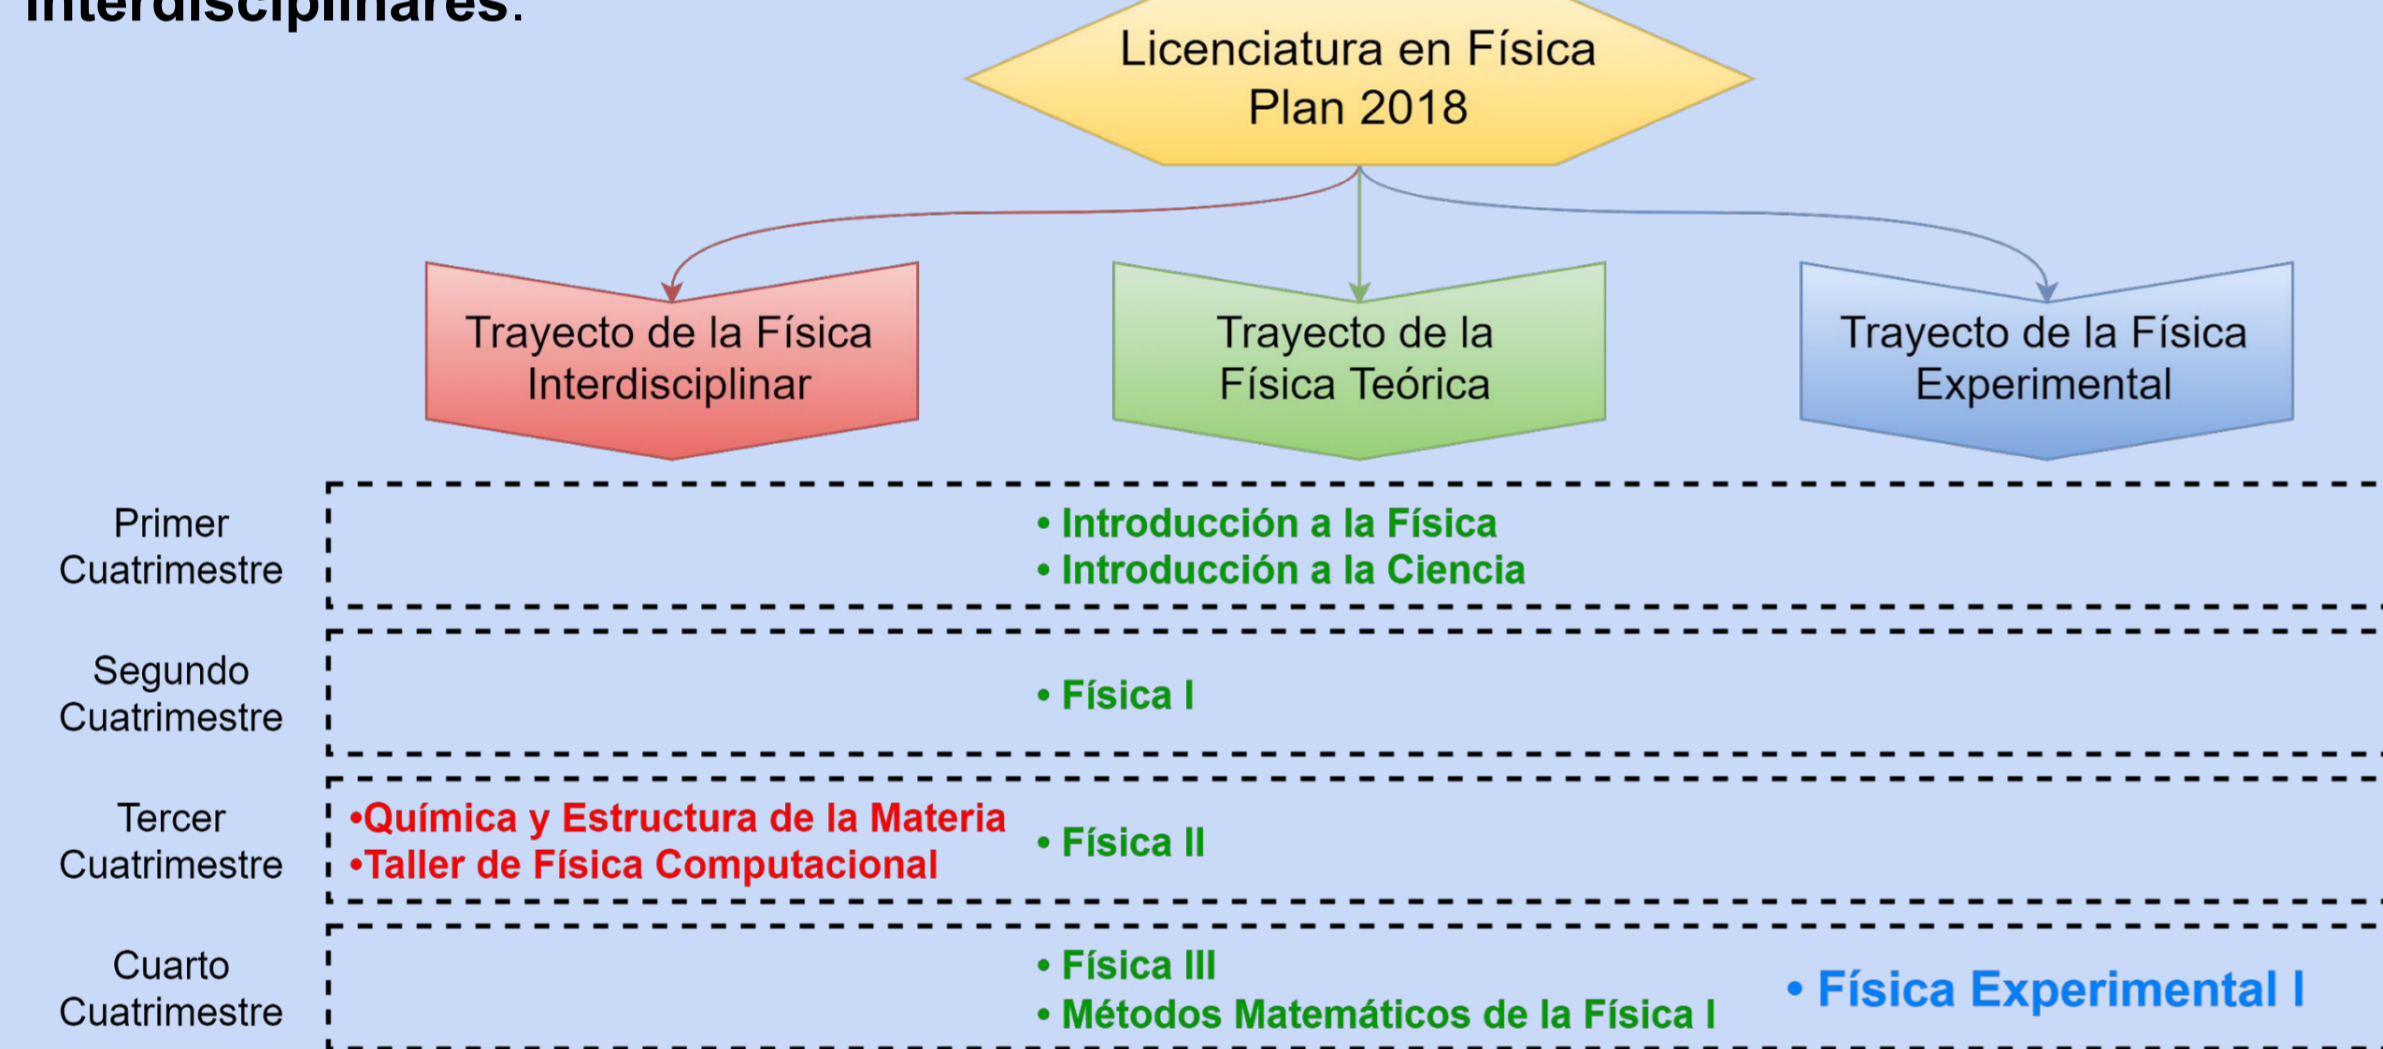 interdisciplinares.
Licenciatura en Física
Plan 2018
Trayecto de la Física
Interdisciplinar
Trayecto de la
Física Teórica
Trayecto de la Física
Experimental
Primer
Cuatrimestre
• Introducción a la Física
• Introducción a la Ciencia
Segundo
Cuatrimestre
• Física I
Tercer
Cuatrimestre
•Química y Estructura de la Materia
•Taller de Física Computacional
• Física II
Cuarto
Cuatrimestre
• Física III
• Métodos Matemáticos de la Física I
• Física Experimental I